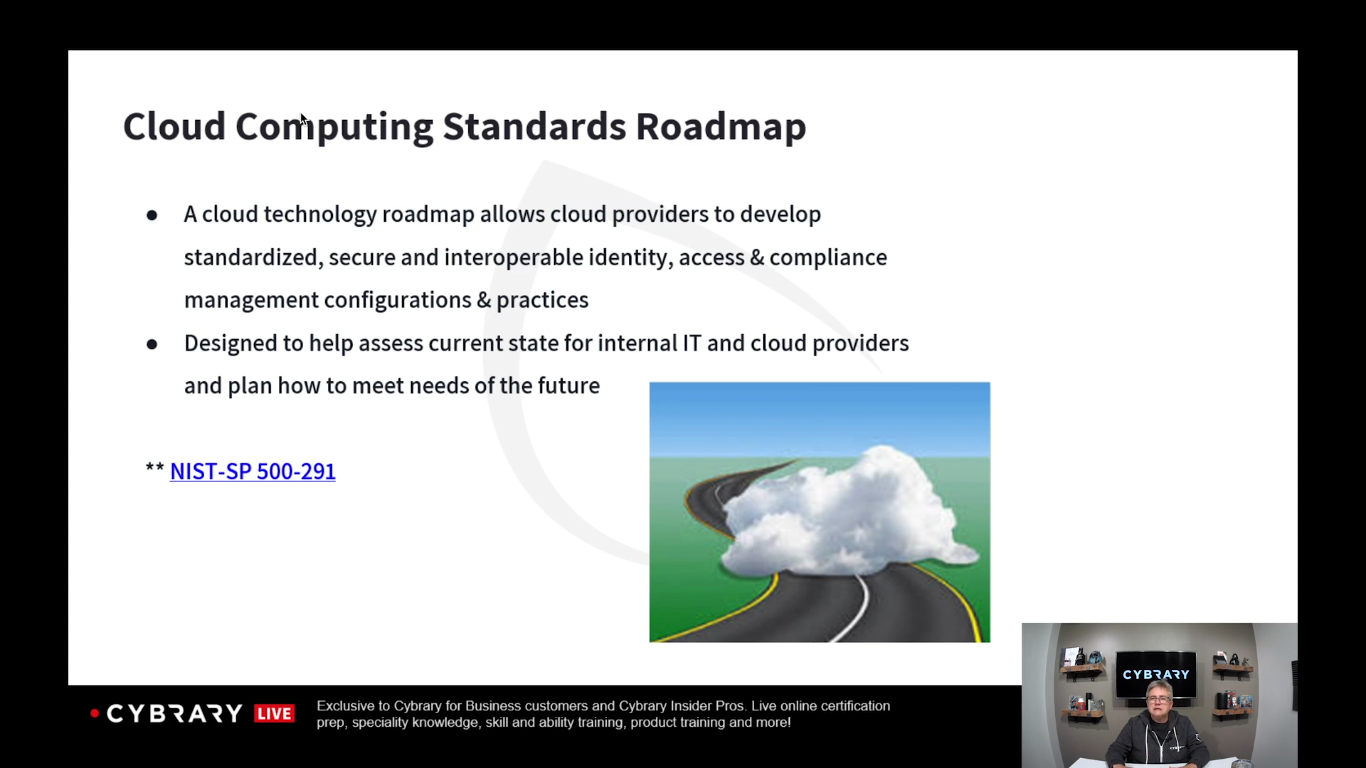 Cloud Computing Standards Roadmap
● A cloud technology roadmap allows cloud providers to develop
standardized, secure and interoperable identity, access & compliance
management configurations & practices
● Designed to help assess current state for internal IT and cloud providers
and plan how to meet needs of the future
** NIST-SP 500-291
CYBRARY
CYBRARY LIVE
Exclusive to Cybrary for Business customers and Cybrary Insider Pros. Live online certification
prep, speciality knowledge, skill and ability training, product training and more!